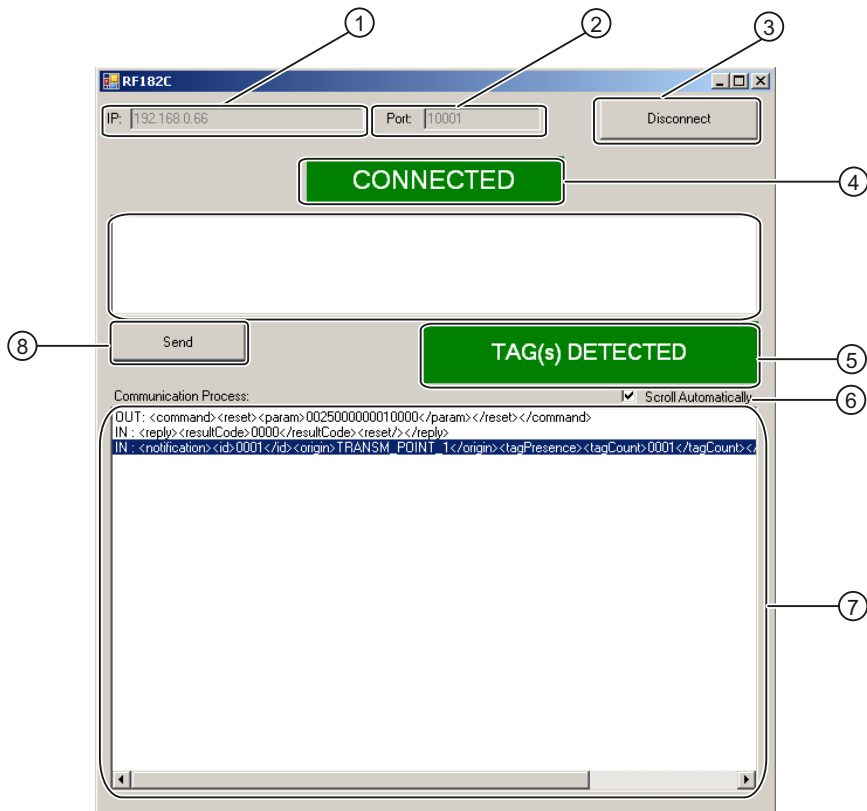 1 2 3
RF182C
IP: 192.168.0.66 Port: 10001 Disconnect
CONNECTED 4
8 Send TAG(s) DETECTED 5
Communication Process: Scroll Automatically 6
OUT: <command><reset><param>0025000000010000</param></reset></command>
IN : <reply><resultCode>0000</resultCode><reset/></reply>
IN : <notification><id>0001</id><origin>TRANSM_POINT_1</origin><tagPresence><tagCount>0001</tagCount></
7